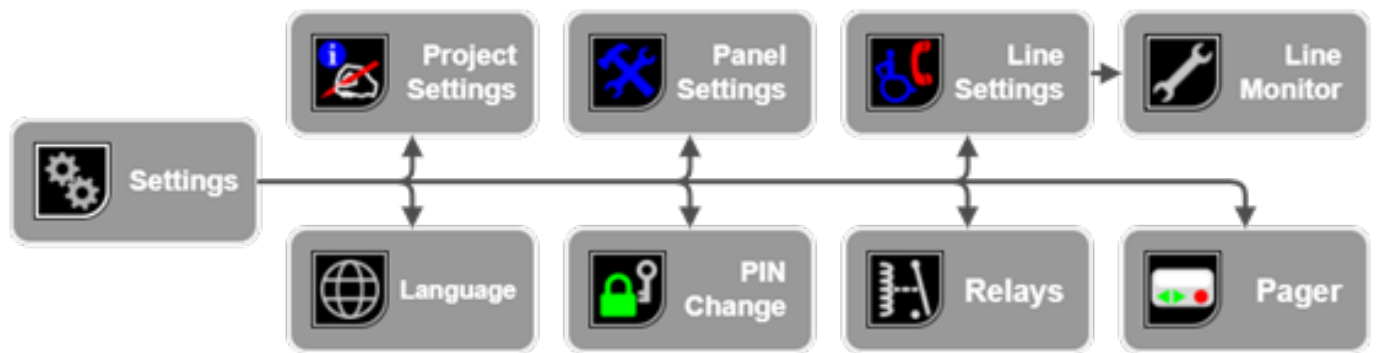 Project
Settings
Panel
Settings
Line
Settings
Line
Monitor
Settings
Language
PIN
Change
Relays
Pager